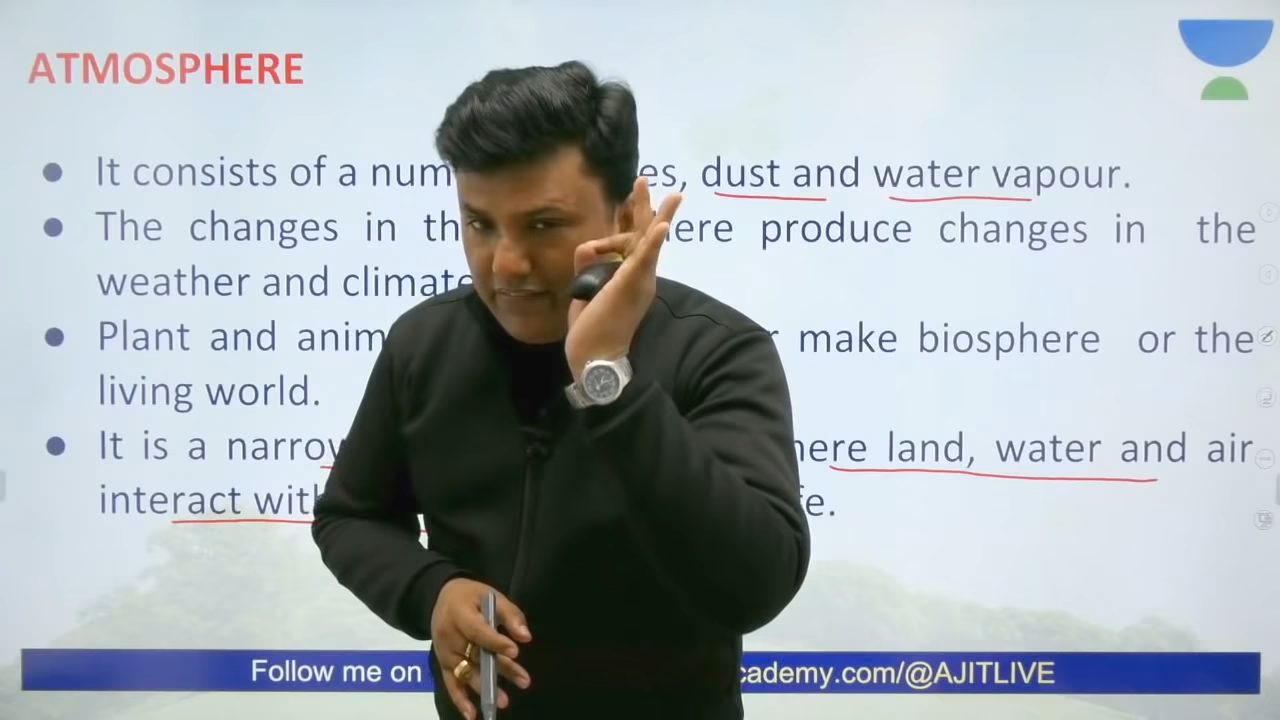 ATMOSPHERE
● It consists of a num es, dust and water vapour.
● The changes in th ere produce changes in the
weather and climate
● Plant and anim make biosphere or the
living world.
● It is a narrow here land, water and air
interact with fe.
Follow me on cademy.com/@AJITLIVE